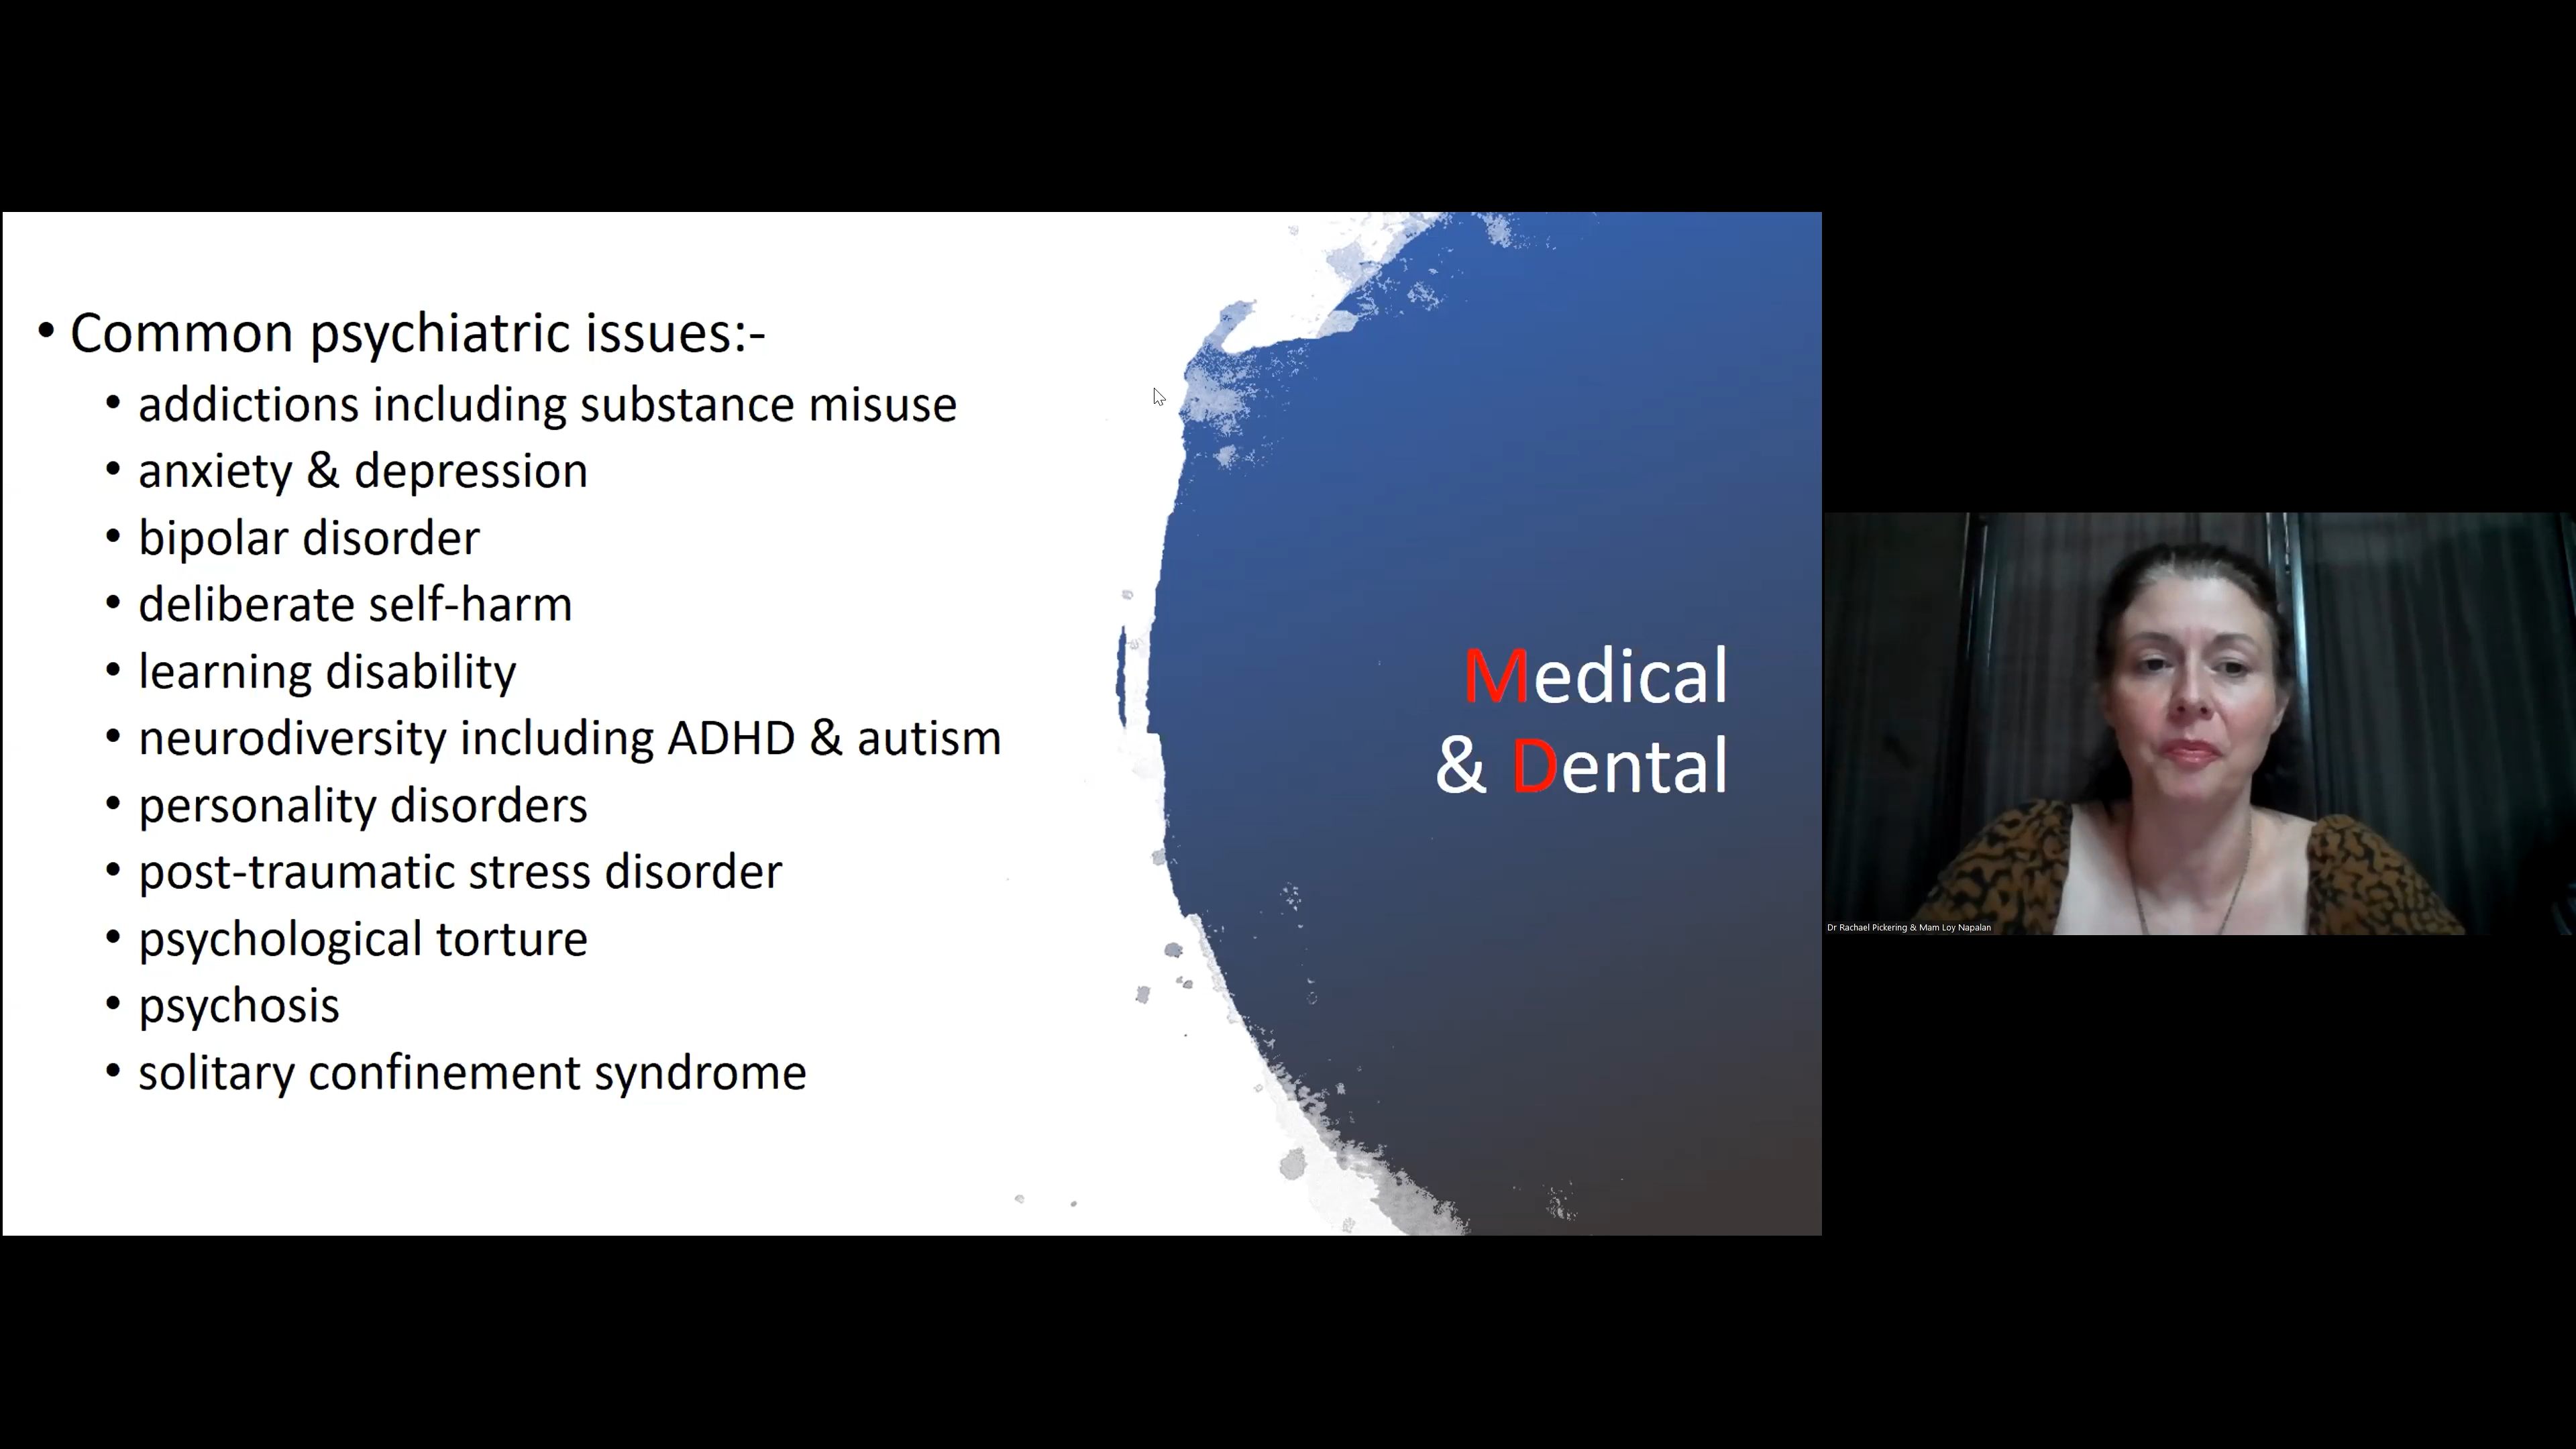 • Common psychiatric issues:-
• addictions including substance misuse
• anxiety & depression
• bipolar disorder
• deliberate self-harm
• learning disability
• neurodiversity including ADHD & autism
• personality disorders
• post-traumatic stress disorder
• psychological torture
• psychosis
• solitary confinement syndrome
Medical
& Dental
Dr Rachael Pickering & Mam Loy Napalan